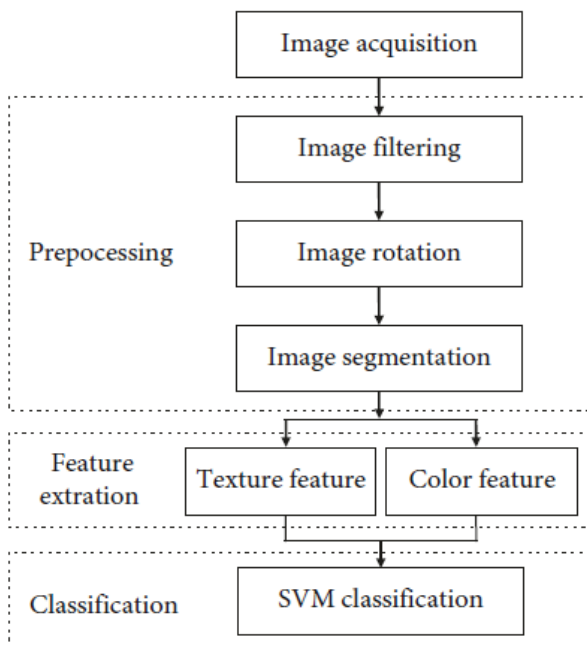 Image acquisition
Image filtering
Prepocessing
Image rotation
Image segmentation
Feature
extration
Texture feature
Color feature
Classification
SVM classification